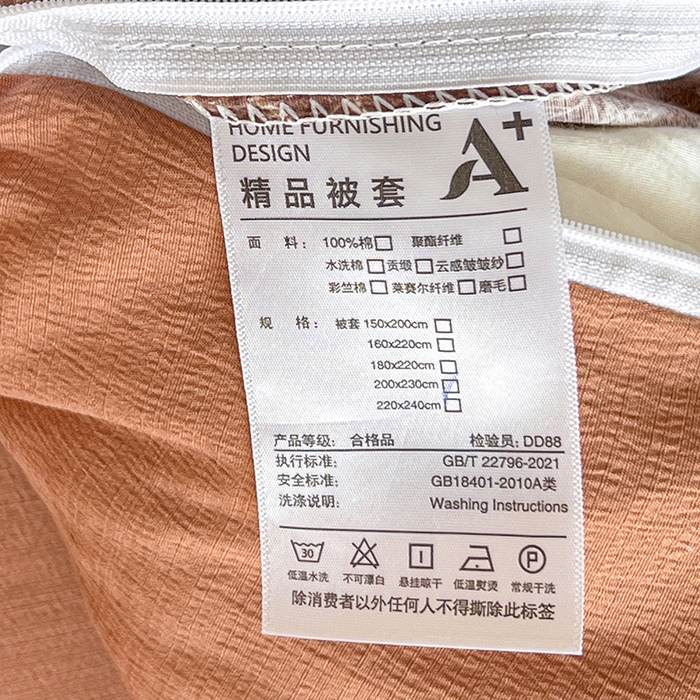 HOME FURNISHING
DESIGN
A+
精品被套
面 料: 100%棉□ 聚酯纤维 □
水洗棉□ 贡缎□ 云感皱皱纱□
彩竺棉□ 莱赛尔纤维□ 磨毛□
规 格: 被套 150x200cm □
160x220cm □
180x220cm □
200x230cm ☑
220x240cm □
产品等级: 合格品 检验员: DD88
执行标准: GB/T 22796-2021
安全标准: GB18401-2010A类
洗涤说明: Washing Instructions
30 P
低温水洗 不可漂白 悬挂晾干 低温熨烫 常规干洗
除消费者以外任何人不得撕除此标签